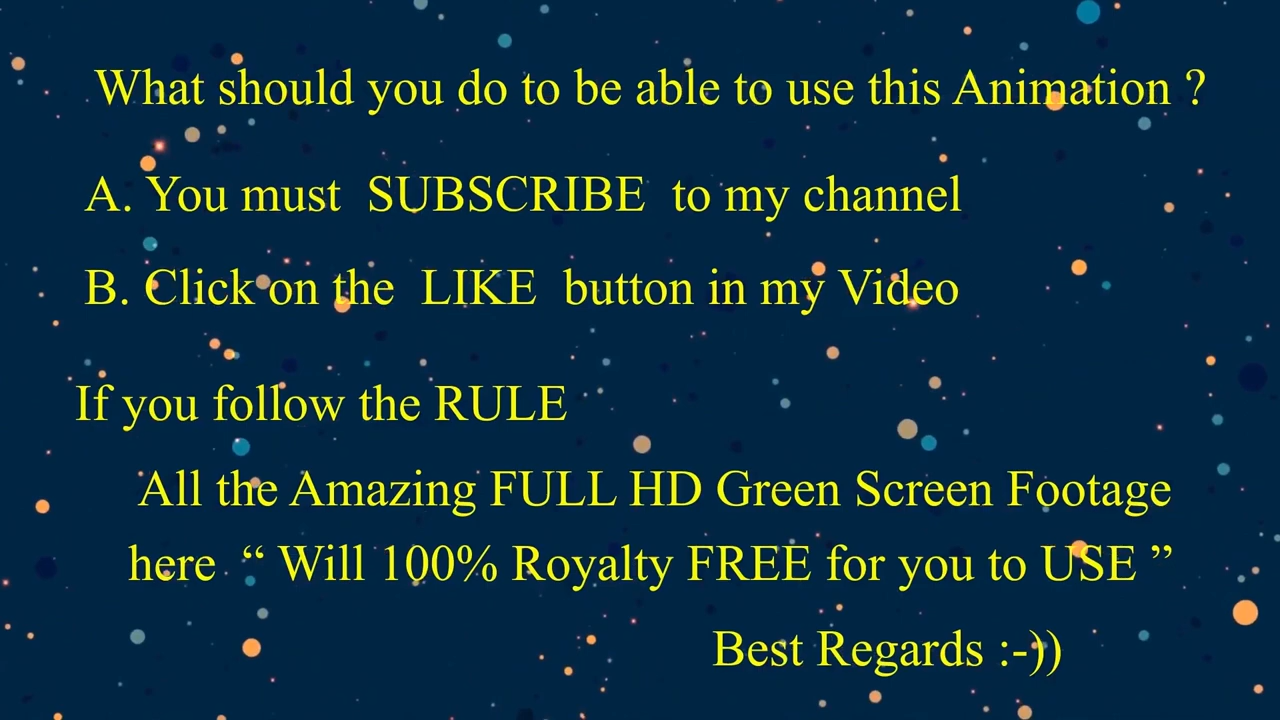 What should you do to be able to use this Animation ?
A. You must SUBSCRIBE to my channel
B. Click on the LIKE button in my Video
If you follow the RULE
All the Amazing FULL HD Green Screen Footage
here “ Will 100% Royalty FREE for you to USE ”
Best Regards :-))